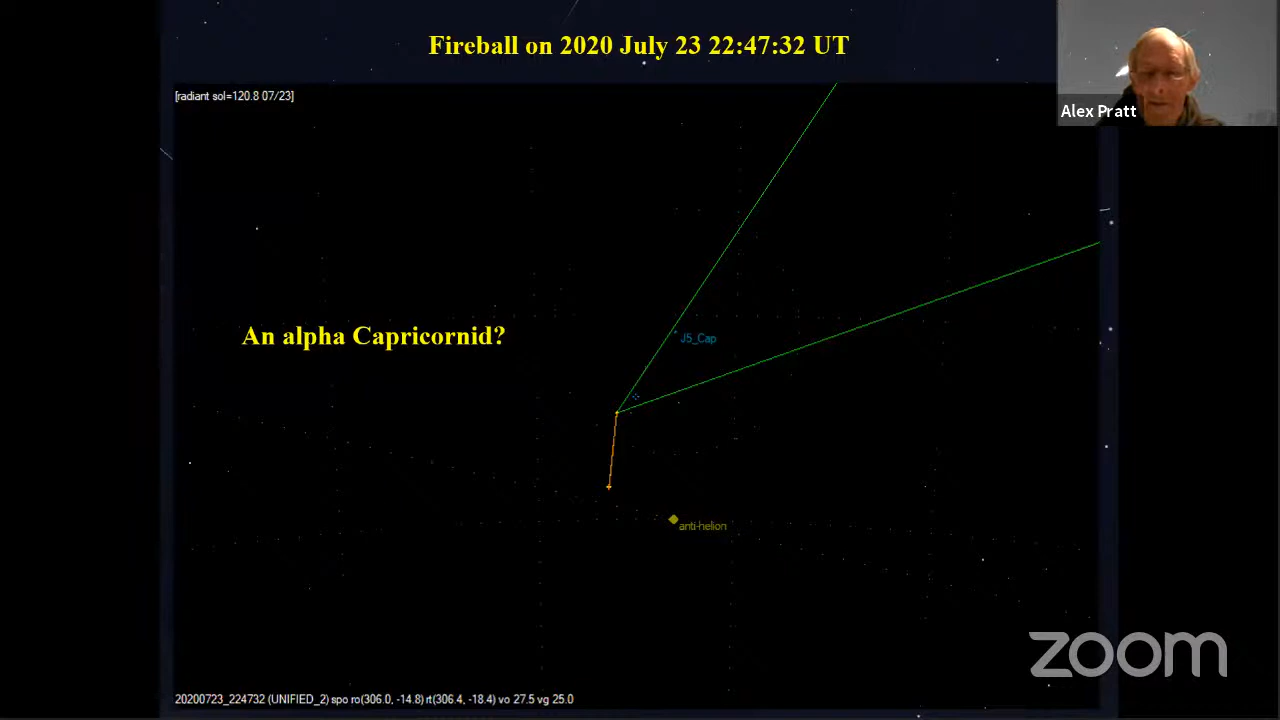 Fireball on 2020 July 23 22:47:32 UT
Alex Pratt
[radiant sol=120.8 07/23]
An alpha Capricornid?
J5_Cap
anti-helion
zoom
20200723_224732 (UNIFIED_2) spo ro(306.0, -14.8) rt(306.4, -18.4) vo 27.5 vg 25.0